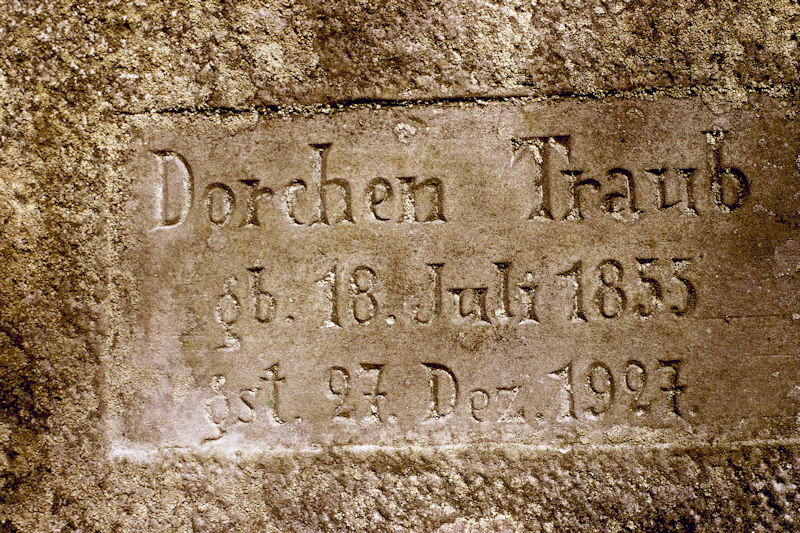 Dorchen Traub
gb. 18. Juli 1855
gst. 27. Dez. 1927.